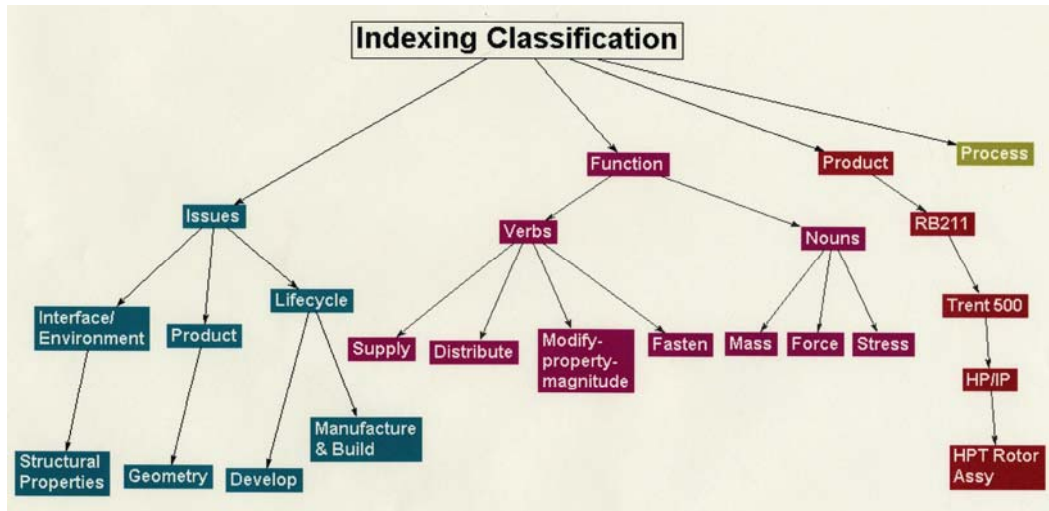 Indexing Classification
Process
Function
Product
Issues
Verbs
Nouns
RB211
Lifecycle
Interface/
Environment
Product
Trent 500
Supply
Distribute
Modify-
property-
magnitude
Fasten
Mass
Force
Stress
HP/IP
Manufacture
& Build
Structural
Properties
Geometry
Develop
HPT Rotor
Assy